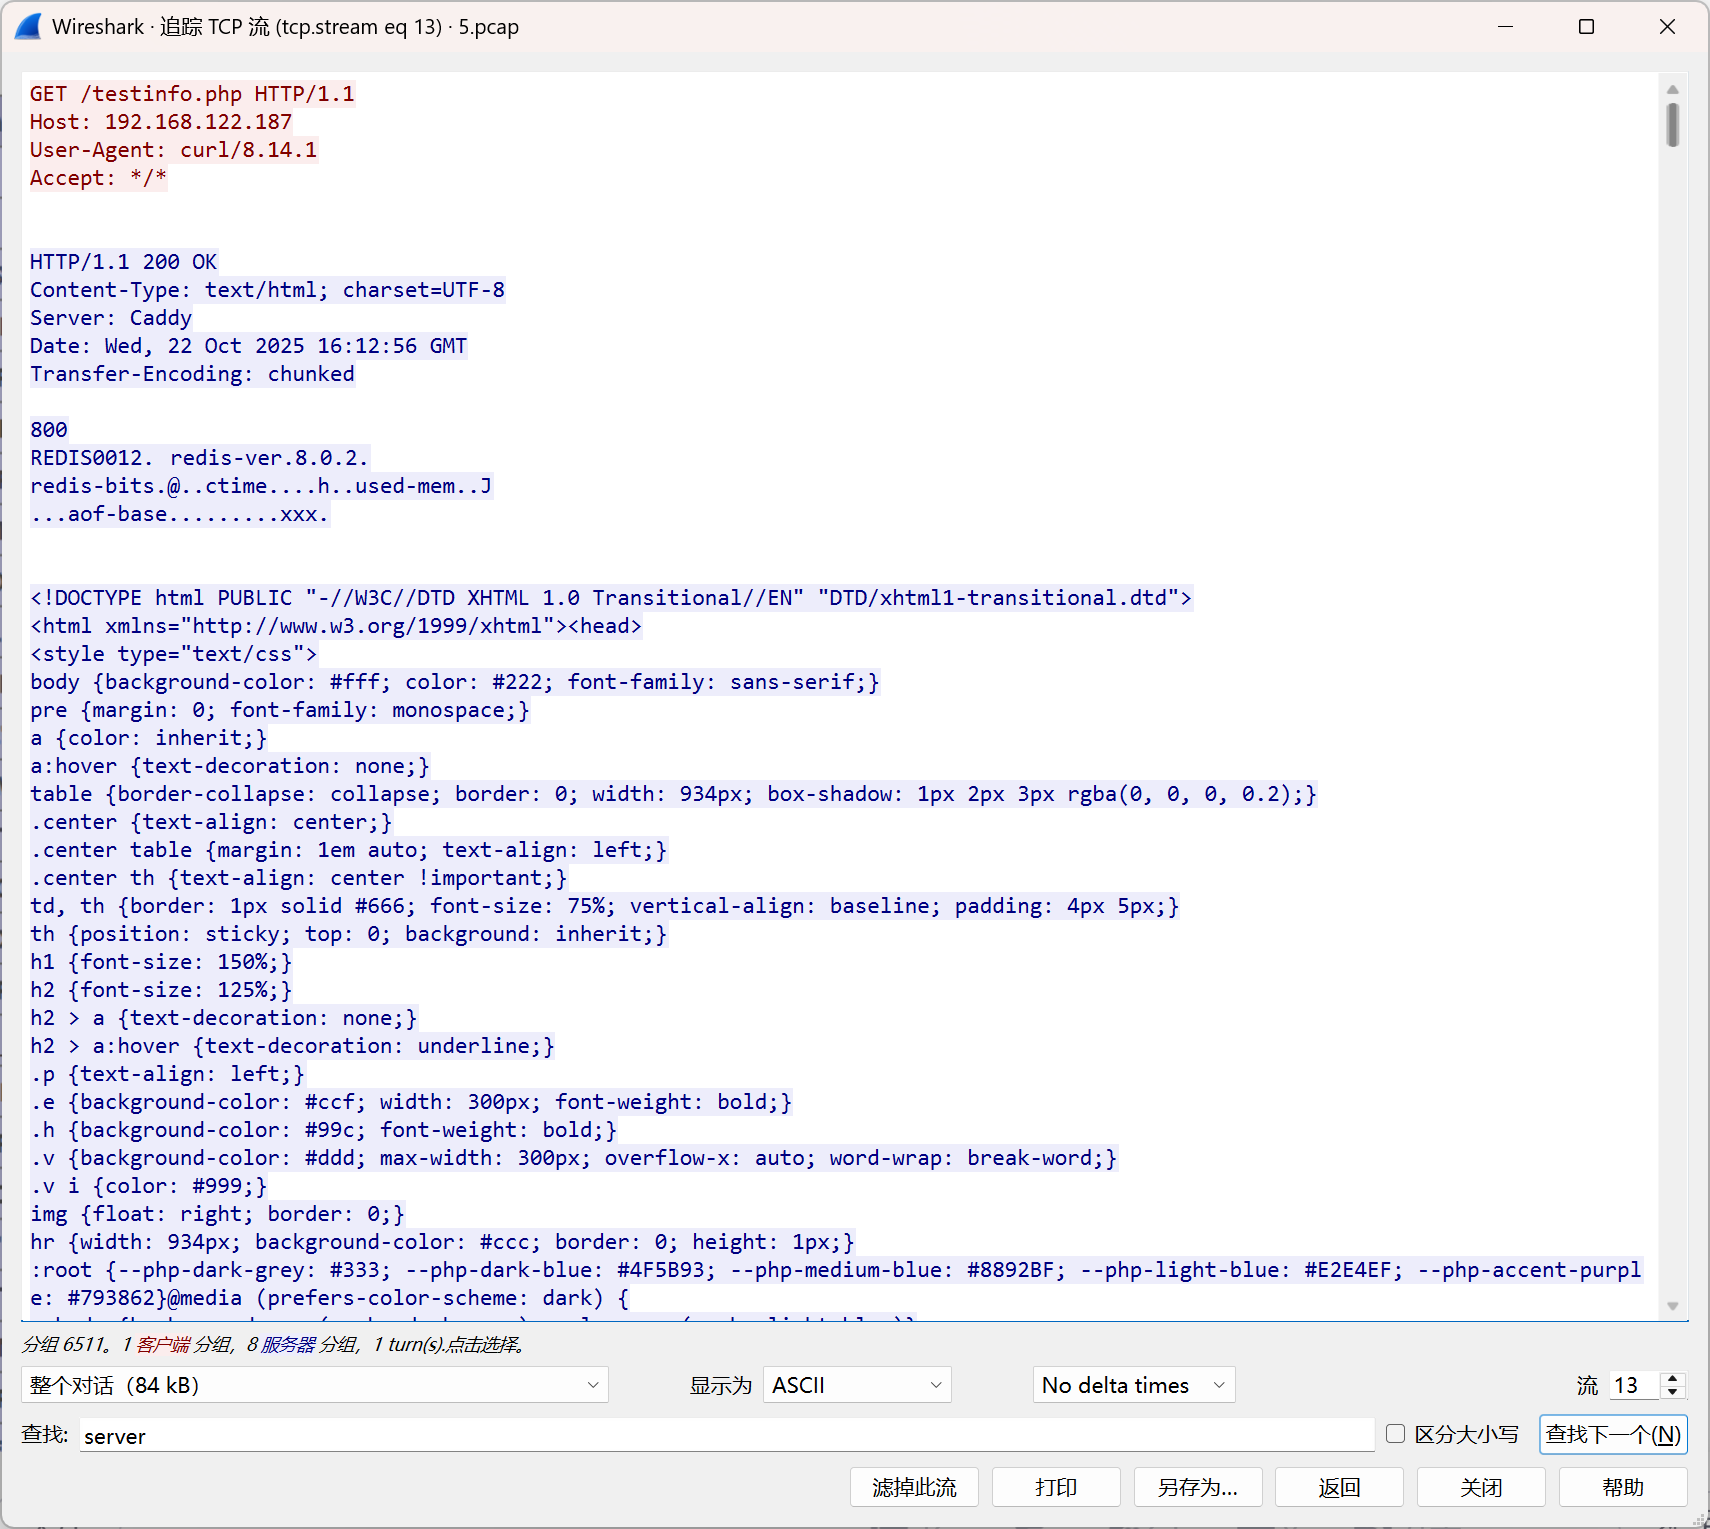 Wireshark · 追踪 TCP 流 (tcp.stream eq 13) · 5.pcap
GET /testinfo.php HTTP/1.1
Host: 192.168.122.187
User-Agent: curl/8.14.1
Accept: */*
HTTP/1.1 200 OK
Content-Type: text/html; charset=UTF-8
Server: Caddy
Date: Wed, 22 Oct 2025 16:12:56 GMT
Transfer-Encoding: chunked
800
REDIS0012. redis-ver.8.0.2.
redis-bits.@..ctime....h..used-mem..J
...aof-base.........xxx.
<!DOCTYPE html PUBLIC "-//W3C//DTD XHTML 1.0 Transitional//EN" "DTD/xhtml1-transitional.dtd">
<html xmlns="http://www.w3.org/1999/xhtml"><head>
<style type="text/css">
body {background-color: #fff; color: #222; font-family: sans-serif;}
pre {margin: 0; font-family: monospace;}
a {color: inherit;}
a:hover {text-decoration: none;}
table {border-collapse: collapse; border: 0; width: 934px; box-shadow: 1px 2px 3px rgba(0, 0, 0, 0.2);}
.center {text-align: center;}
.center table {margin: 1em auto; text-align: left;}
.center th {text-align: center !important;}
td, th {border: 1px solid #666; font-size: 75%; vertical-align: baseline; padding: 4px 5px;}
th {position: sticky; top: 0; background: inherit;}
h1 {font-size: 150%;}
h2 {font-size: 125%;}
h2 > a {text-decoration: none;}
h2 > a:hover {text-decoration: underline;}
.p {text-align: left;}
.e {background-color: #ccf; width: 300px; font-weight: bold;}
.h {background-color: #99c; font-weight: bold;}
.v {background-color: #ddd; max-width: 300px; overflow-x: auto; word-wrap: break-word;}
.v i {color: #999;}
img {float: right; border: 0;}
hr {width: 934px; background-color: #ccc; border: 0; height: 1px;}
:root {--php-dark-grey: #333; --php-dark-blue: #4F5B93; --php-medium-blue: #8892BF; --php-light-blue: #E2E4EF; --php-accent-purpl
e: #793862}@media (prefers-color-scheme: dark) {
分组 6511。1 客户端 分组，8 服务器 分组，1 turn(s).点击选择。
整个对话（84 kB） 显示为 ASCII No delta times 流 13
查找: server 区分大小写 查找下一个(N)
滤掉此流 打印 另存为... 返回 关闭 帮助